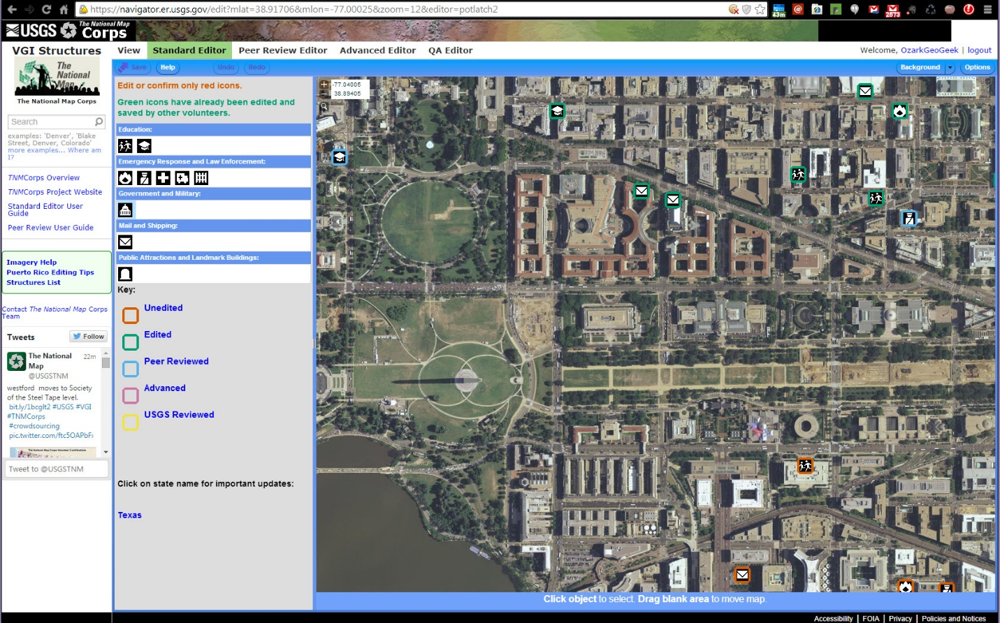 https://navigator.er.usgs.gov/edit?mlat=38.91706&mlon=-77.00025&zoom=12&editor=potlatch2
43m
2573
USGS The National Map
Corps
VGI Structures
View Standard Editor Peer Review Editor Advanced Editor QA Editor
Welcome, OzarkGeoGeek | logout
The
National
Map
The National Map Corps
Save Help Undo Redo
Background Options
Search
examples: 'Denver', 'Blake
Street, Denver, Colorado'
more examples... Where am
I?
TNMCorps Overview
TNMCorps Project Website
Standard Editor User
Guide
Peer Review User Guide
Imagery Help
Puerto Rico Editing Tips
Structures List
Contact The National Map Corps
Team
Tweets Follow
The National 22m
Map
@USGSTNM
westford moves to Society
of the Steel Tape level.
bit.ly/1bcglt2 #USGS #VGI
#TNMCorps
#crowdsourcing
pic.twitter.com/ftc5OAPbF
Tweet to @USGSTNM
Edit or confirm only red icons.
Green icons have already been edited and
saved by other volunteers.
Education:
Emergency Response and Law Enforcement:
Government and Military:
Mail and Shipping:
Public Attractions and Landmark Buildings:
Key:
Unedited
Edited
Peer Reviewed
Advanced
USGS Reviewed
Click on state name for important updates:
Texas
-77.04005
38.89405
Click object to select. Drag blank area to move map.
Accessibility | FOIA | Privacy | Policies and Notices